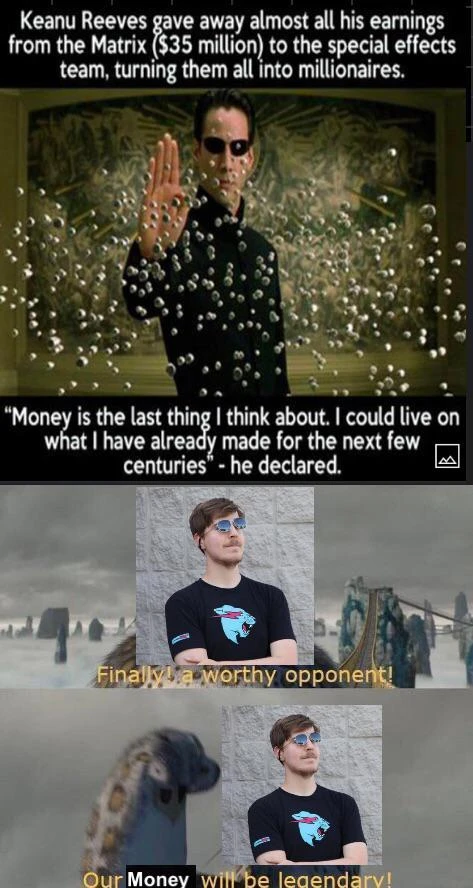 Keanu Reeves gave away almost all his earnings
from the Matrix ($35 million) to the special effects
team, turning them all into millionaires.
“Money is the last thing I think about. I could live on
what I have already made for the next few
centuries” - he declared.
Finally! a worthy opponent!
Our Money will be legendary!